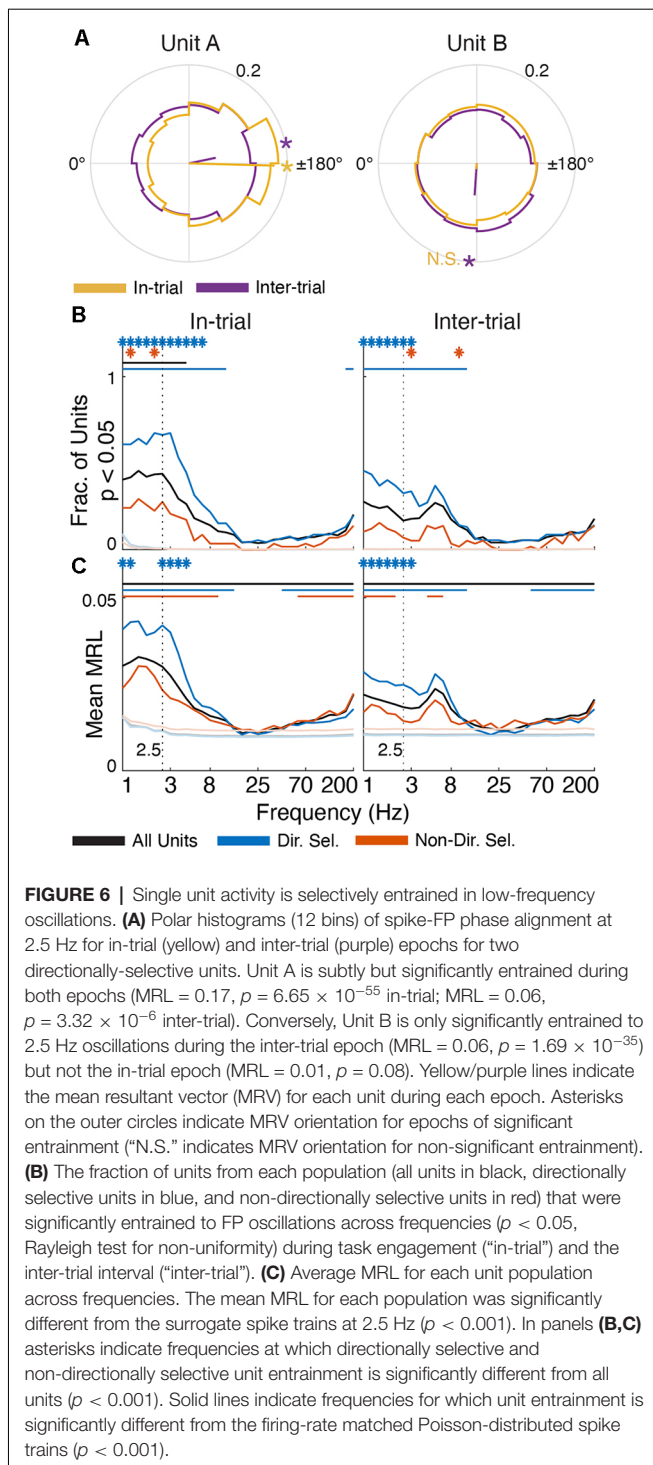 A
Unit A
Unit B
0.2
0.2
0°
±180°
0°
±180°
*
*
N.S. *
In-trial
Inter-trial
B
In-trial
Inter-trial
***********
* *
*******
* *
1
0
Frac. of Units
p < 0.05
C
** ****
*******
0.05
0
Mean MRL
2.5
2.5
1 3 8 25 70 200
1 3 8 25 70 200
Frequency (Hz)
All Units
Dir. Sel.
Non-Dir. Sel.
FIGURE 6 | Single unit activity is selectively entrained in low-frequency
oscillations. (A) Polar histograms (12 bins) of spike-FP phase alignment at
2.5 Hz for in-trial (yellow) and inter-trial (purple) epochs for two
directionally-selective units. Unit A is subtly but significantly entrained during
both epochs (MRL = 0.17, p = 6.65 × 10⁻⁵⁵ in-trial; MRL = 0.06,
p = 3.32 × 10⁻⁶ inter-trial). Conversely, Unit B is only significantly entrained to
2.5 Hz oscillations during the inter-trial epoch (MRL = 0.06, p = 1.69 × 10⁻³⁵)
but not the in-trial epoch (MRL = 0.01, p = 0.08). Yellow/purple lines indicate
the mean resultant vector (MRV) for each unit during each epoch. Asterisks
on the outer circles indicate MRV orientation for epochs of significant
entrainment (“N.S.” indicates MRV orientation for non-significant entrainment).
(B) The fraction of units from each population (all units in black, directionally
selective units in blue, and non-directionally selective units in red) that were
significantly entrained to FP oscillations across frequencies (p < 0.05,
Rayleigh test for non-uniformity) during task engagement (“in-trial”) and the
inter-trial interval (“inter-trial”). (C) Average MRL for each unit population
across frequencies. The mean MRL for each population was significantly
different from the surrogate spike trains at 2.5 Hz (p < 0.001). In panels (B,C)
asterisks indicate frequencies at which directionally selective and
non-directionally selective unit entrainment is significantly different from all
units (p < 0.001). Solid lines indicate frequencies for which unit entrainment is
significantly different from the firing-rate matched Poisson-distributed spike
trains (p < 0.001).